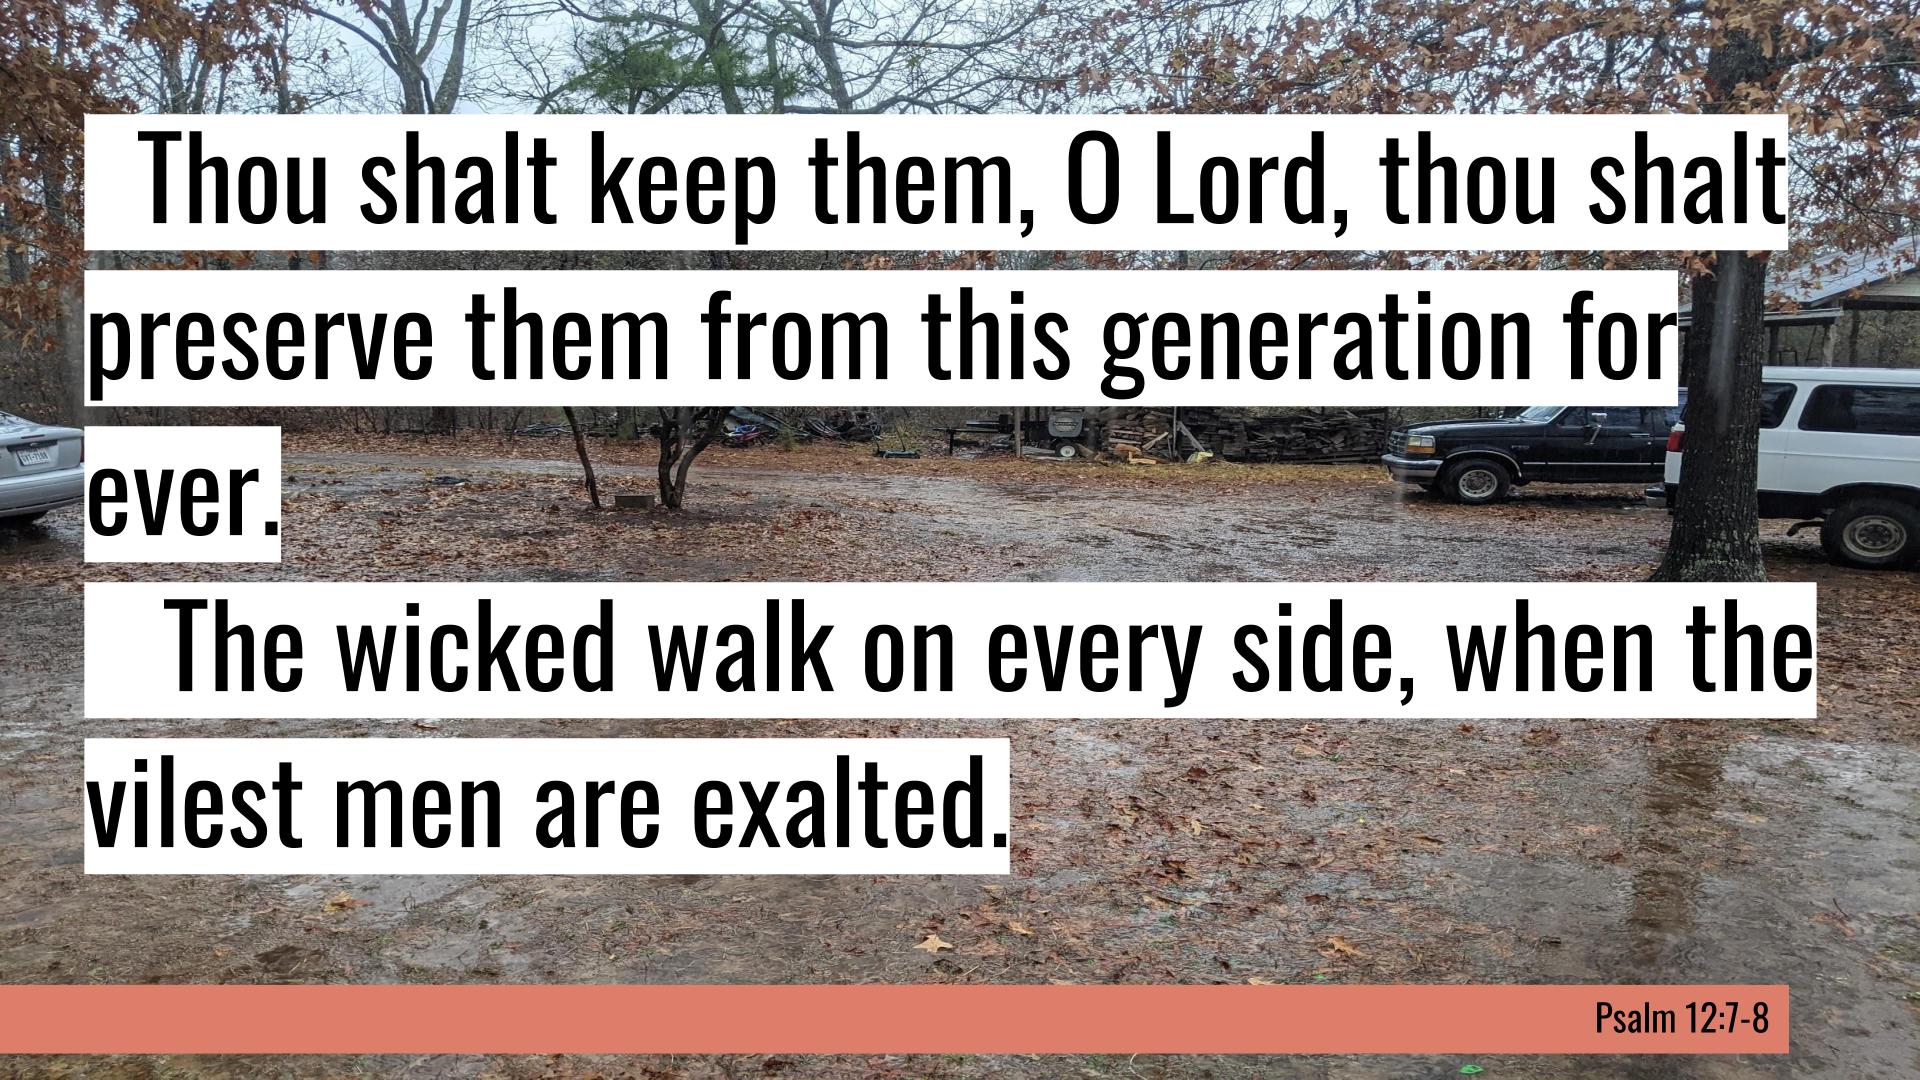 Thou shalt keep them, O Lord, thou shalt
preserve them from this generation for
ever.
The wicked walk on every side, when the
vilest men are exalted.
Psalm 12:7-8